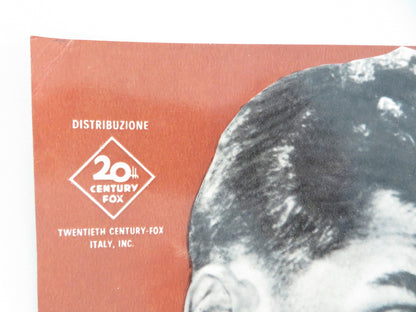 DISTRIBUZIONE
20th
CENTURY
FOX
TWENTIETH CENTURY-FOX
ITALY, INC.